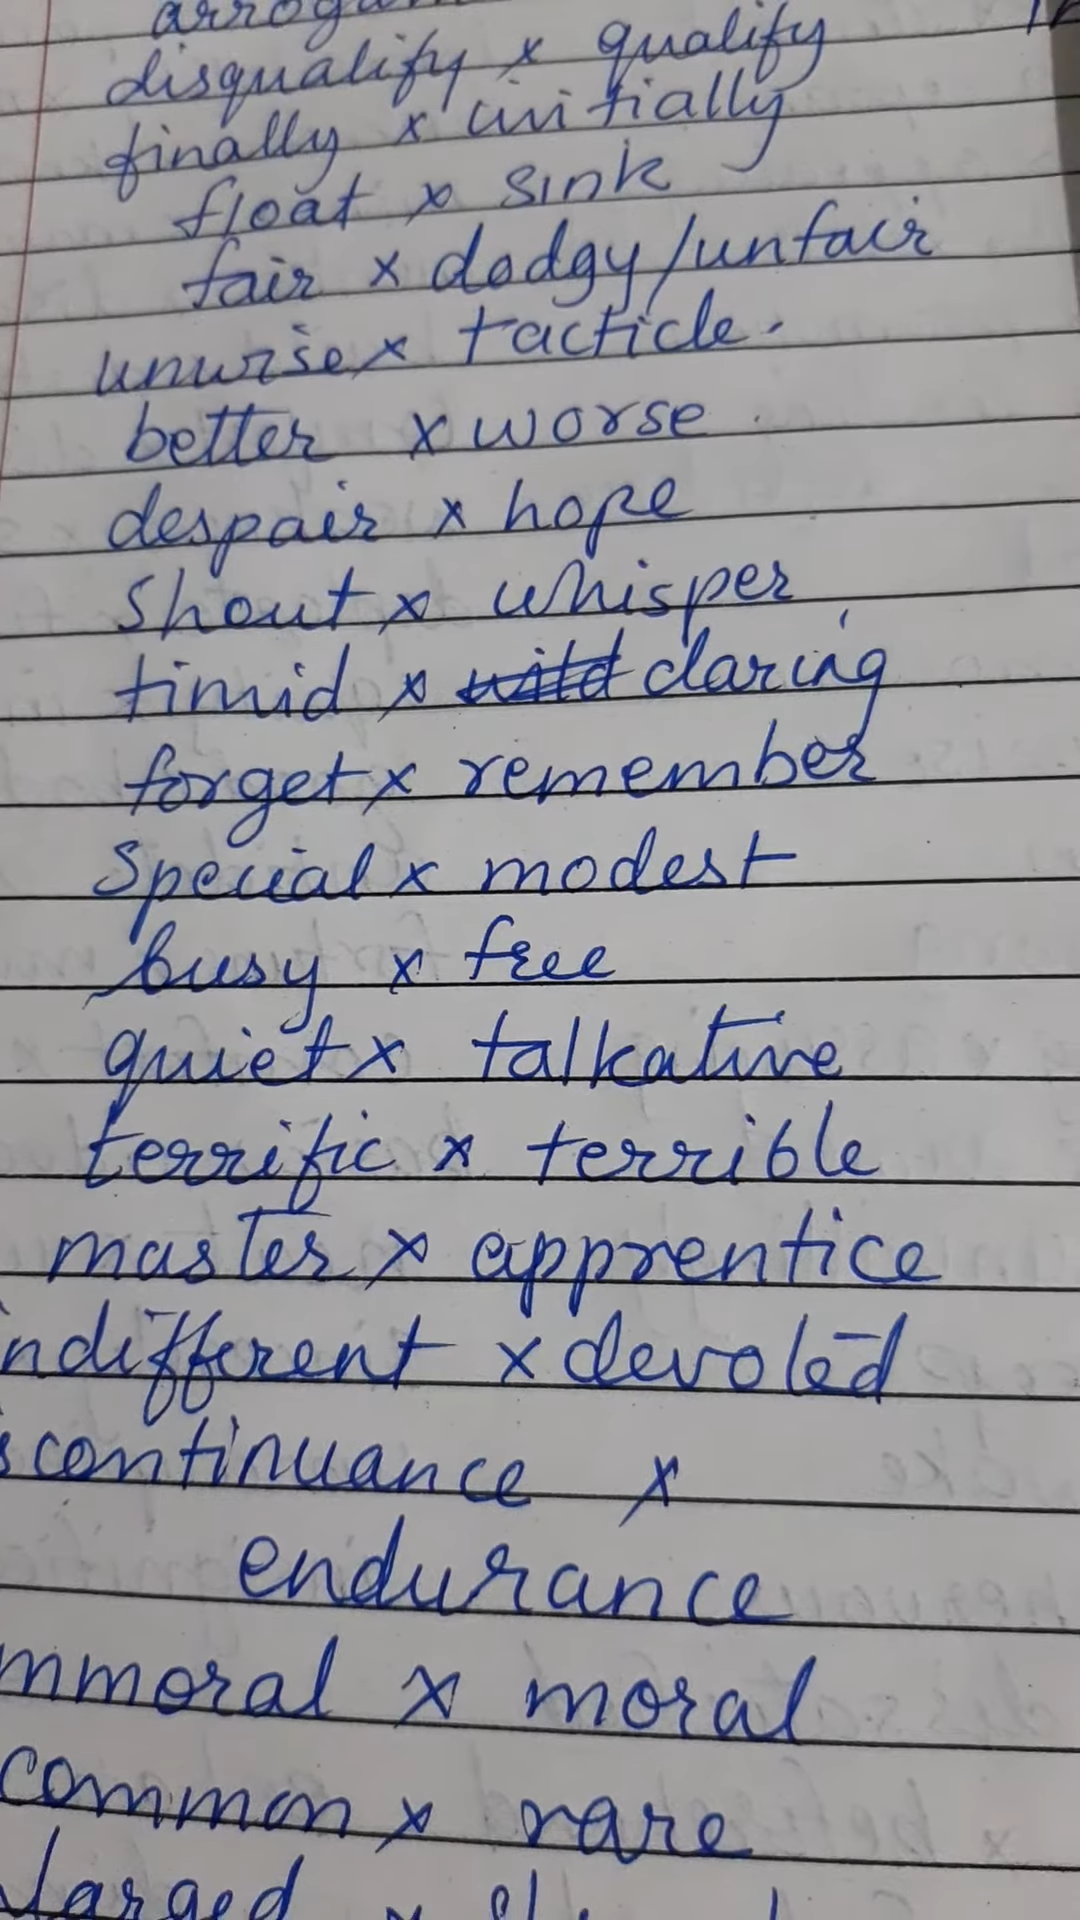 disqualify x qualify
finally x initially
float x sink
fair x dodgy/unfair
unwise x tacticle.
better x worse
despair x hope
shout x whisper
timid x daring
forget x remember
Special x modest
busy x free
quiet x talkative
terrific x terrible
master x apprentice
ndifferent x devoted
scontinuance x
endurance
mmoral x moral
common x rare